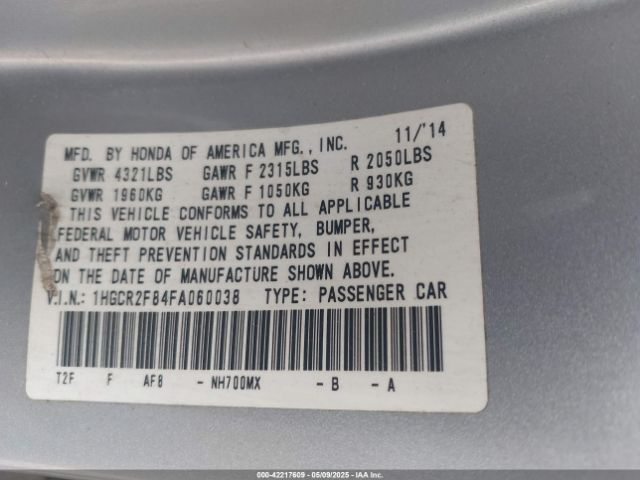 MFD. BY HONDA OF AMERICA MFG., INC. 11/'14
GVWR 4321LBS GAWR F 2315LBS R 2050LBS
GVWR 1960KG GAWR F 1050KG R 930KG
THIS VEHICLE CONFORMS TO ALL APPLICABLE
FEDERAL MOTOR VEHICLE SAFETY, BUMPER,
AND THEFT PREVENTION STANDARDS IN EFFECT
ON THE DATE OF MANUFACTURE SHOWN ABOVE.
V.I.N.: 1HGCR2F84FA060038 TYPE: PASSENGER CAR
T2F F AF8 - NH700MX - B - A
000-42217609 - 05/09/2025 - IAA Inc.